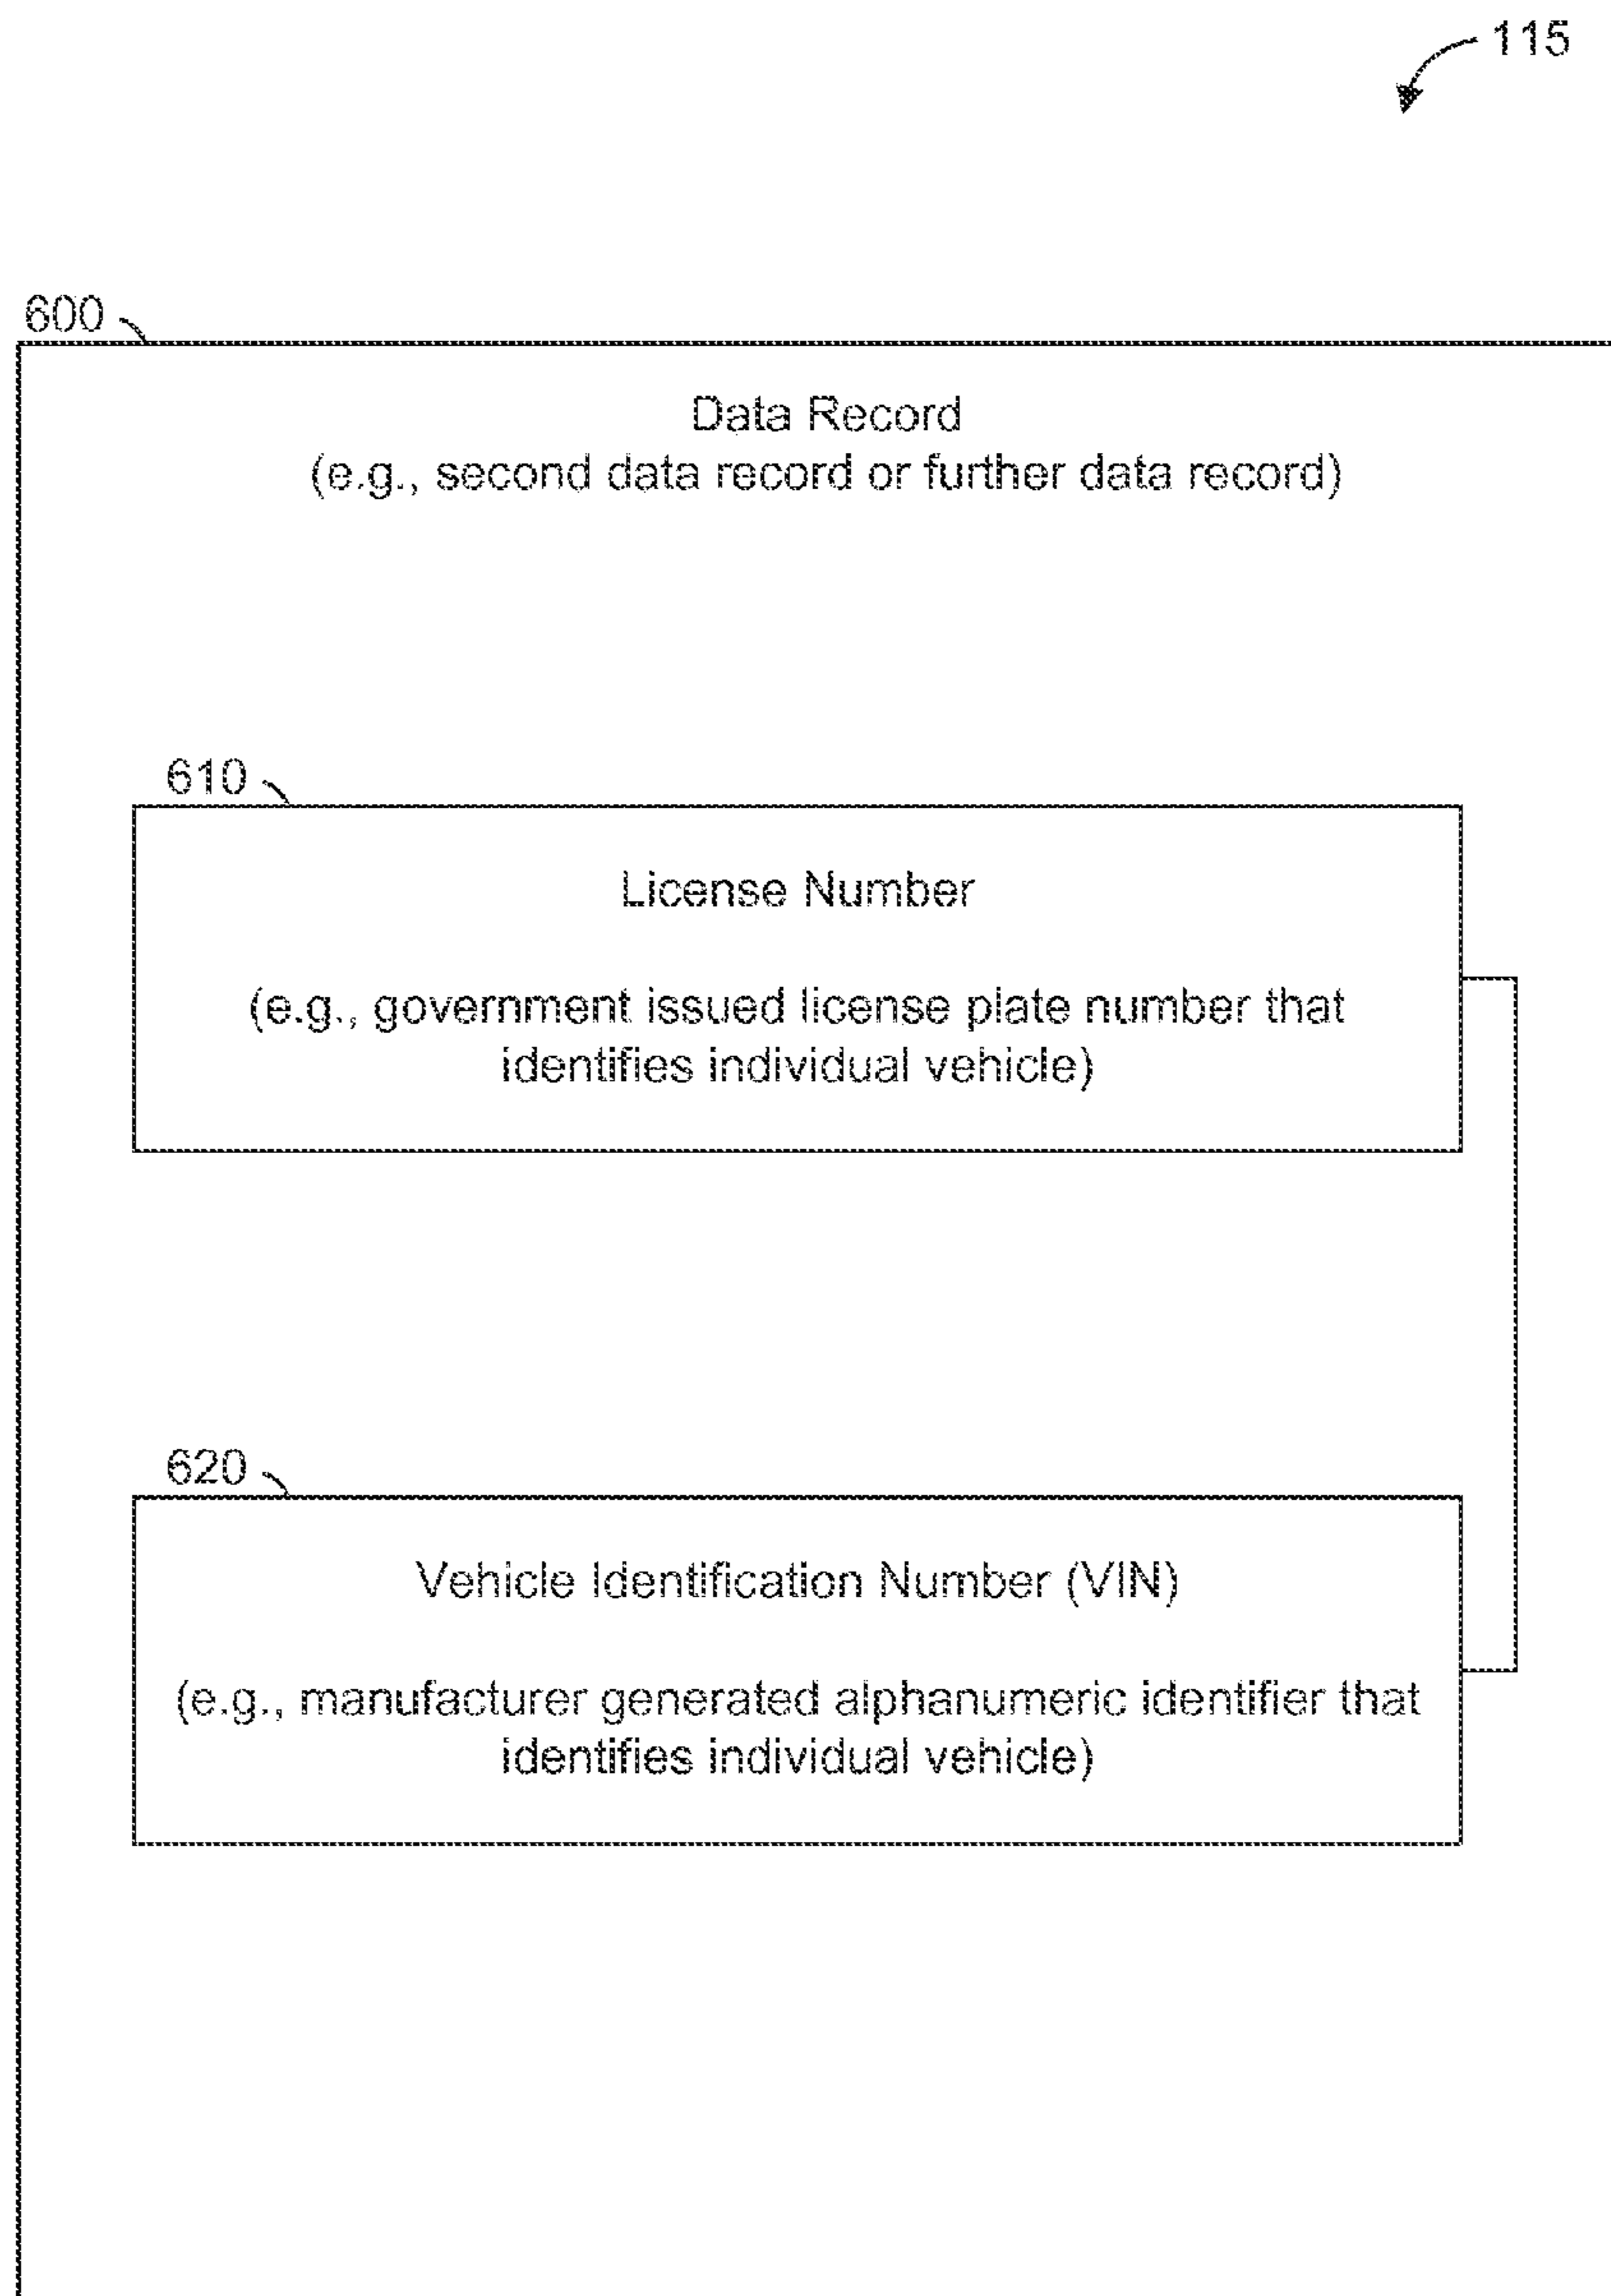 115
600
Data Record
(e.g., second data record or further data record)
610
License Number
(e.g., government issued license plate number that
identifies individual vehicle)
620
Vehicle Identification Number (VIN)
(e.g., manufacturer generated alphanumeric identifier that
identifies individual vehicle)